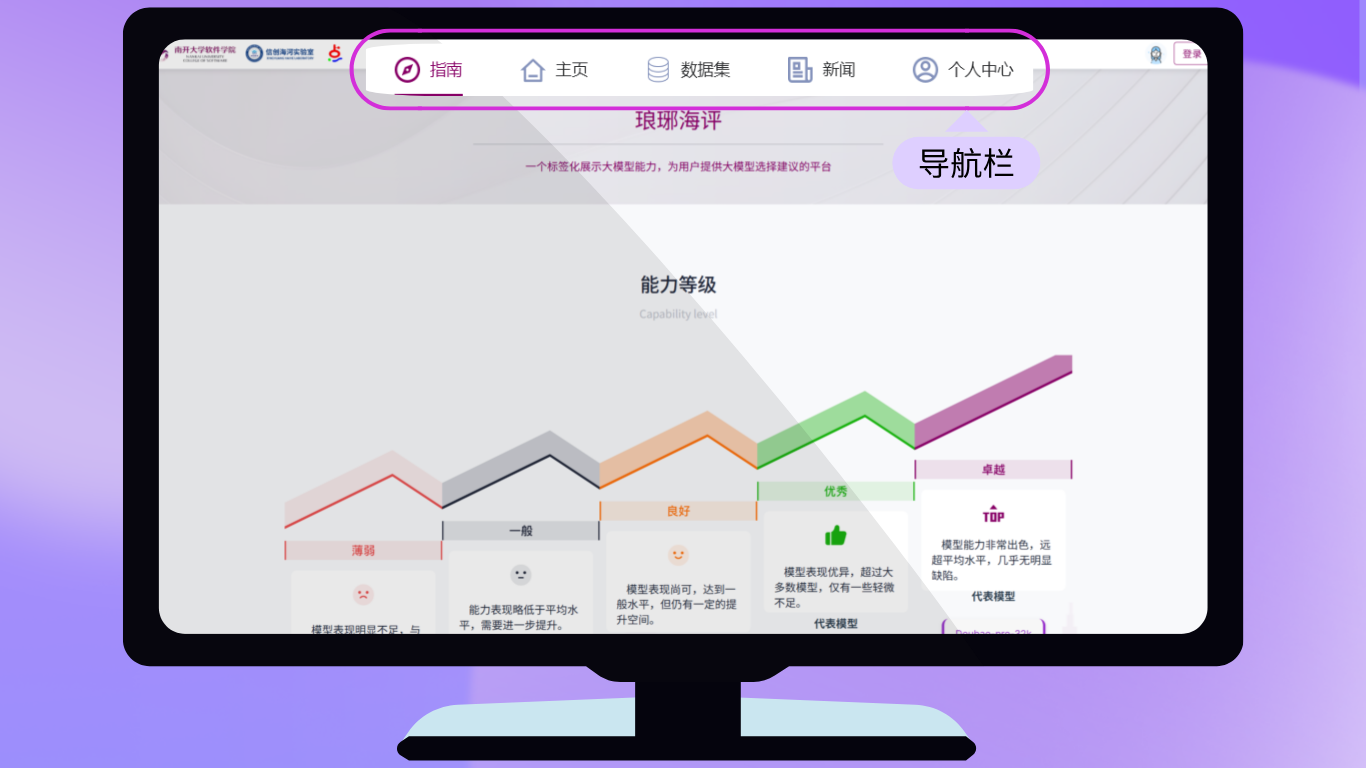 南开大学软件学院
信创海河实验室
指南
主页
数据集
新闻
个人中心
登录
导航栏
琅琊海评
一个标签化展示大模型能力，为用户提供大模型选择建议的平台
能力等级
Capability level
薄弱
模型表现明显不足，与
一般
能力表现略低于平均水
平，需要进一步提升。
良好
模型表现尚可，达到一
般水平，但仍有一定的提
升空间。
优秀
模型表现优异，超过大
多数模型，仅有一些轻微
不足。
代表模型
卓越
TOP
模型能力非常出色，远
超平均水平，几乎无明显
缺陷。
代表模型
Doubao-pro-32k